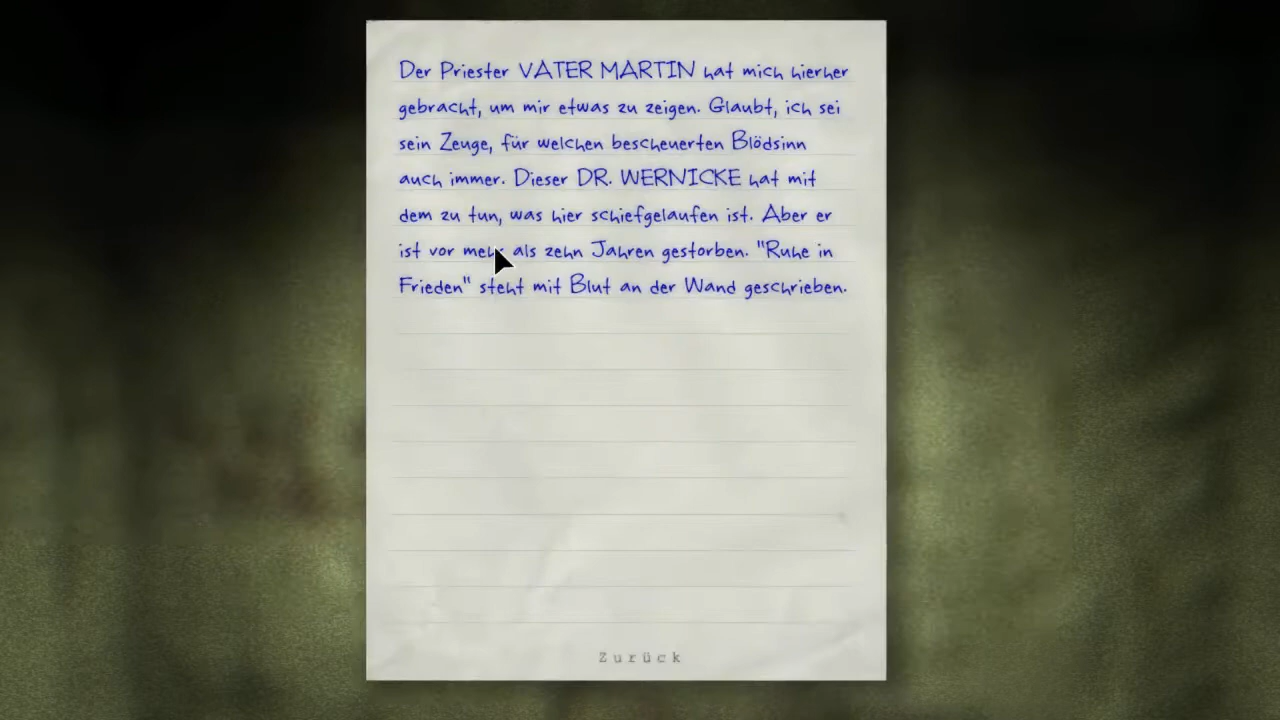 Der Priester VATER MARTIN hat mich hierher
gebracht, um mir etwas zu zeigen. Glaubt, ich sei
sein Zeuge, für welchen bescheuerten Blödsinn
auch immer. Dieser DR. WERNICKE hat mit
dem zu tun, was hier schiefgelaufen ist. Aber er
ist vor mehr als zehn Jahren gestorben. "Ruhe in
Frieden" steht mit Blut an der Wand geschrieben.
Zurück